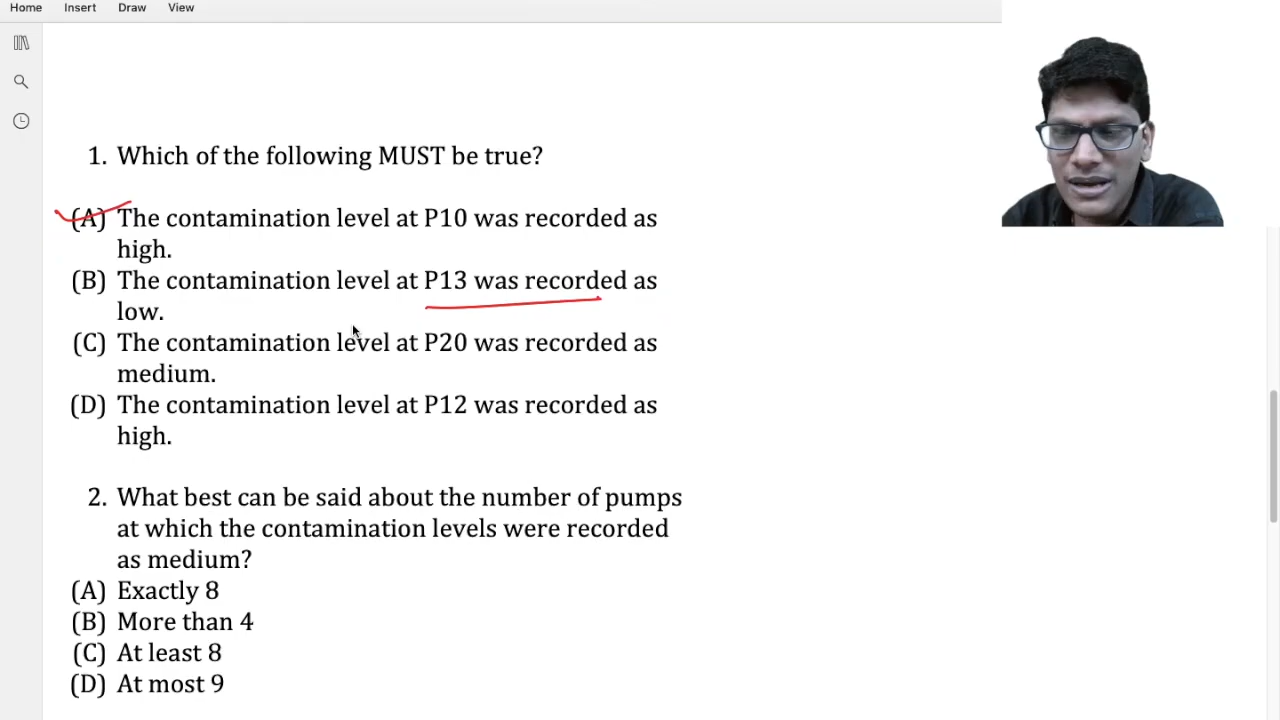 Home Insert Draw View
1. Which of the following MUST be true?
(A) The contamination level at P10 was recorded as
high.
(B) The contamination level at P13 was recorded as
low.
(C) The contamination level at P20 was recorded as
medium.
(D) The contamination level at P12 was recorded as
high.
2. What best can be said about the number of pumps
at which the contamination levels were recorded
as medium?
(A) Exactly 8
(B) More than 4
(C) At least 8
(D) At most 9